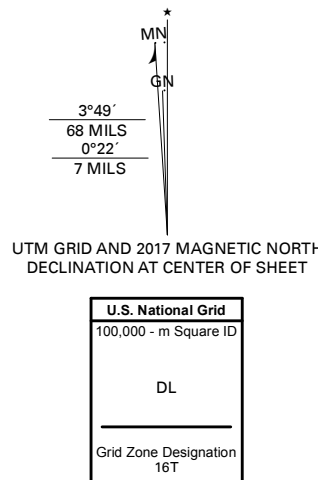 MN
GN
3°49´
68 MILS
0°22´
7 MILS
UTM GRID AND 2017 MAGNETIC NORTH
DECLINATION AT CENTER OF SHEET
U.S. National Grid
100,000 - m Square ID
DL
Grid Zone Designation
16T